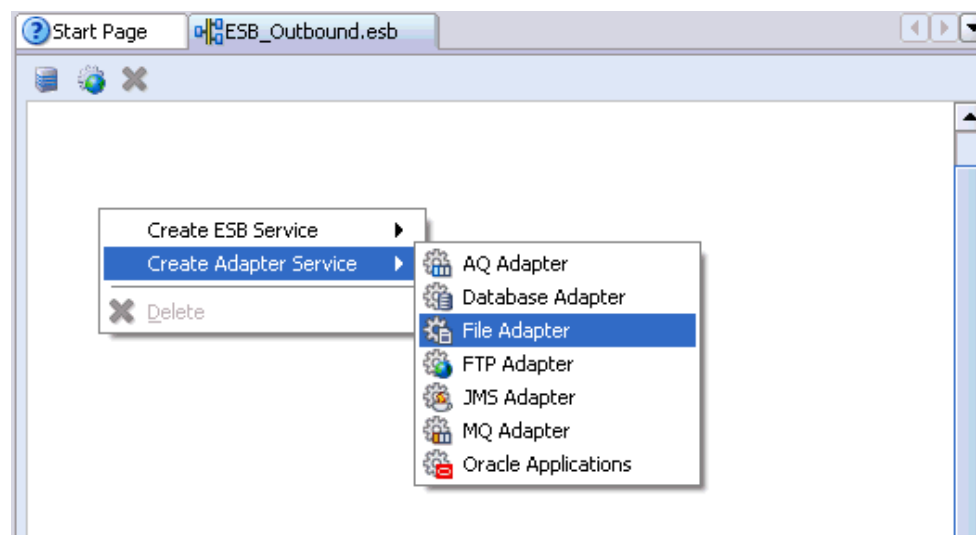 Start Page ESB_Outbound.esb
Create ESB Service
Create Adapter Service
Delete
AQ Adapter
Database Adapter
File Adapter
FTP Adapter
JMS Adapter
MQ Adapter
Oracle Applications